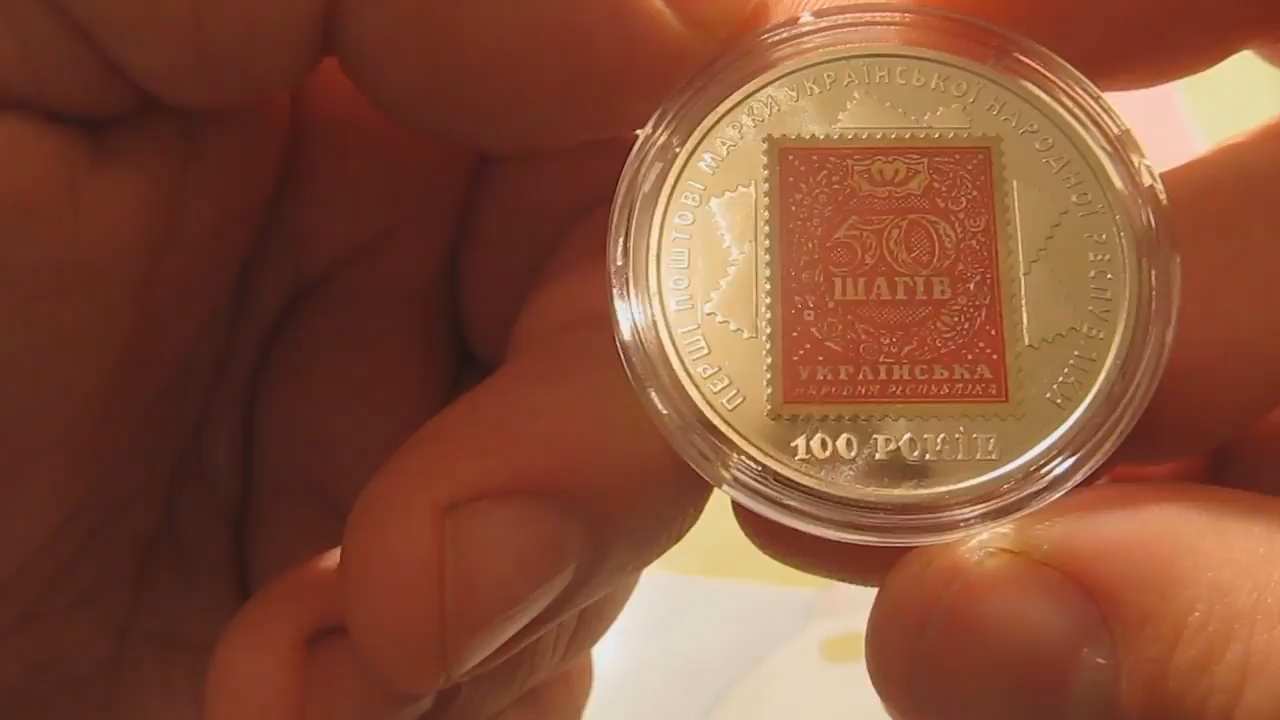 ПЕРШІ ПОШТОВІ МАРКИ УКРАЇНСЬКОЇ НАРОДНОЇ РЕСПУБЛІКИ
50
ШАГІВ
УКРАЇНСЬКА
НАРОДНЯ РЕСПУБЛІКА
100 РОКІВ